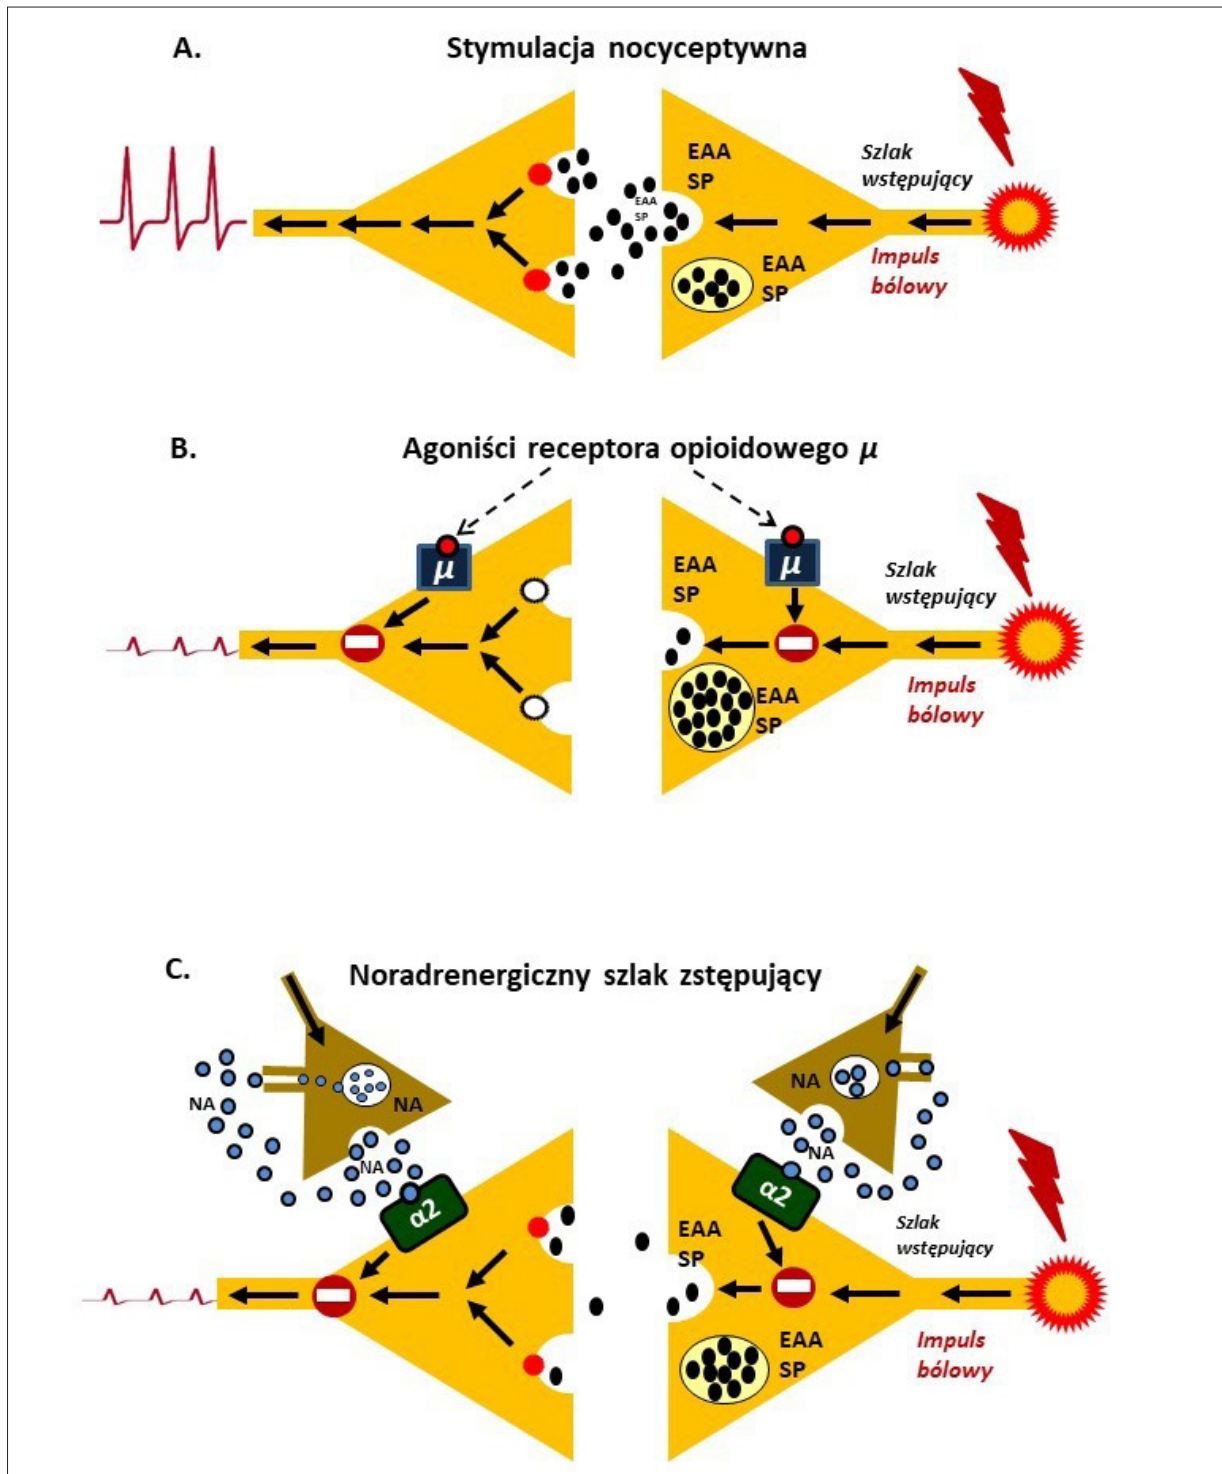 A.
Stymulacja nocyceptywna
EAA
SP
EAA
SP
EAA
SP
Szlak
wstępujący
Impuls
bólowy
B.
Agoniści receptora opioidowego μ
μ
μ
EAA
SP
EAA
SP
Szlak
wstępujący
Impuls
bólowy
C.
Noradrenergiczny szlak zstępujący
NA
NA
NA
NA
NA
α2
α2
EAA
SP
EAA
SP
Szlak
wstępujący
Impuls
bólowy